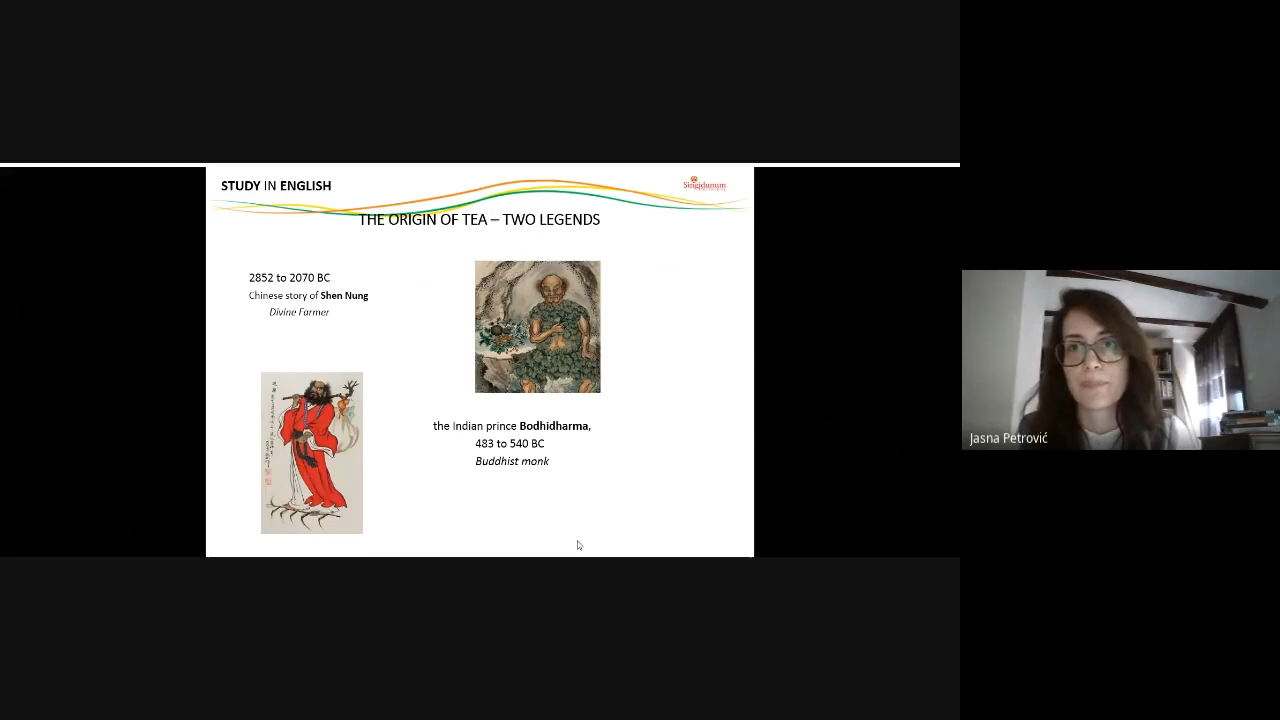 STUDY IN ENGLISH
Singidunum
THE ORIGIN OF TEA – TWO LEGENDS
2852 to 2070 BC
Chinese story of Shen Nung
Divine Farmer
the Indian prince Bodhidharma,
483 to 540 BC
Buddhist monk
Jasna Petrović